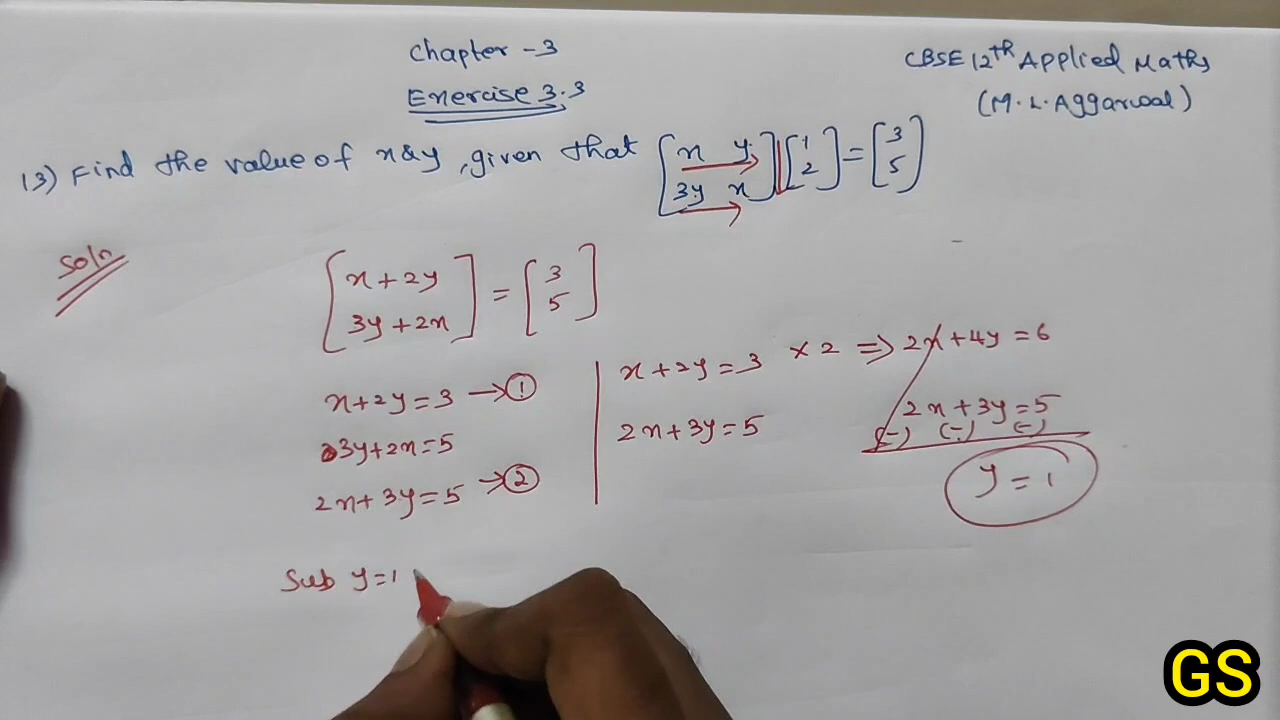 Chapter - 3
Exercise 3.3
CBSE 12th Applied Maths
(M.L.Aggarwal)
13) Find the value of x & y, given that [x y; 3y x] [1; 2] = [3; 5]
Soln
[x + 2y; 3y + 2x] = [3; 5]
x + 2y = 3 → ①
3y + 2x = 5
2x + 3y = 5 → ②
x + 2y = 3 × 2 ⇒ 2x + 4y = 6
2x + 3y = 5
2x + 3y = 5
(-) (-) (-)
y = 1
Sub y = 1
GS